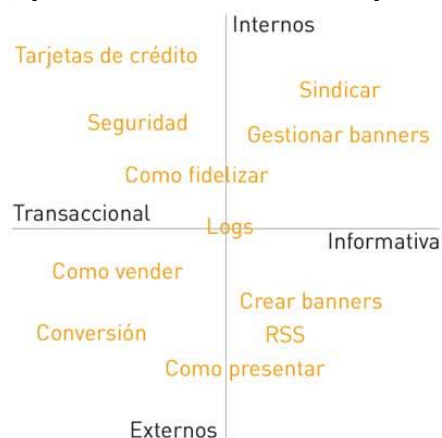 Internos
Tarjetas de crédito
Sindicar
Seguridad
Gestionar banners
Como fidelizar
Transaccional
Logs
Informativa
Como vender
Crear banners
Conversión
RSS
Como presentar
Externos